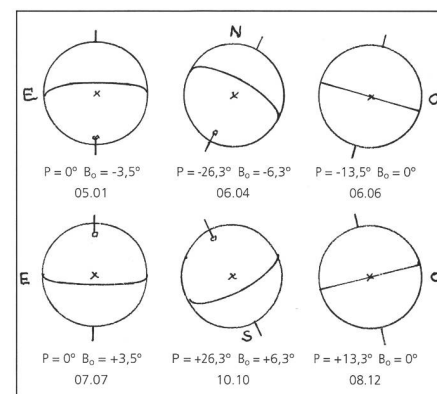 N
E
O
P = 0° B₀ = -3,5°
P = -26,3° B₀ = -6,3°
P = -13,5° B₀ = 0°
05.01
06.04
06.06
E
O
S
P = 0° B₀ = +3,5°
P = +26,3° B₀ = +6,3°
P = +13,3° B₀ = 0°
07.07
10.10
08.12